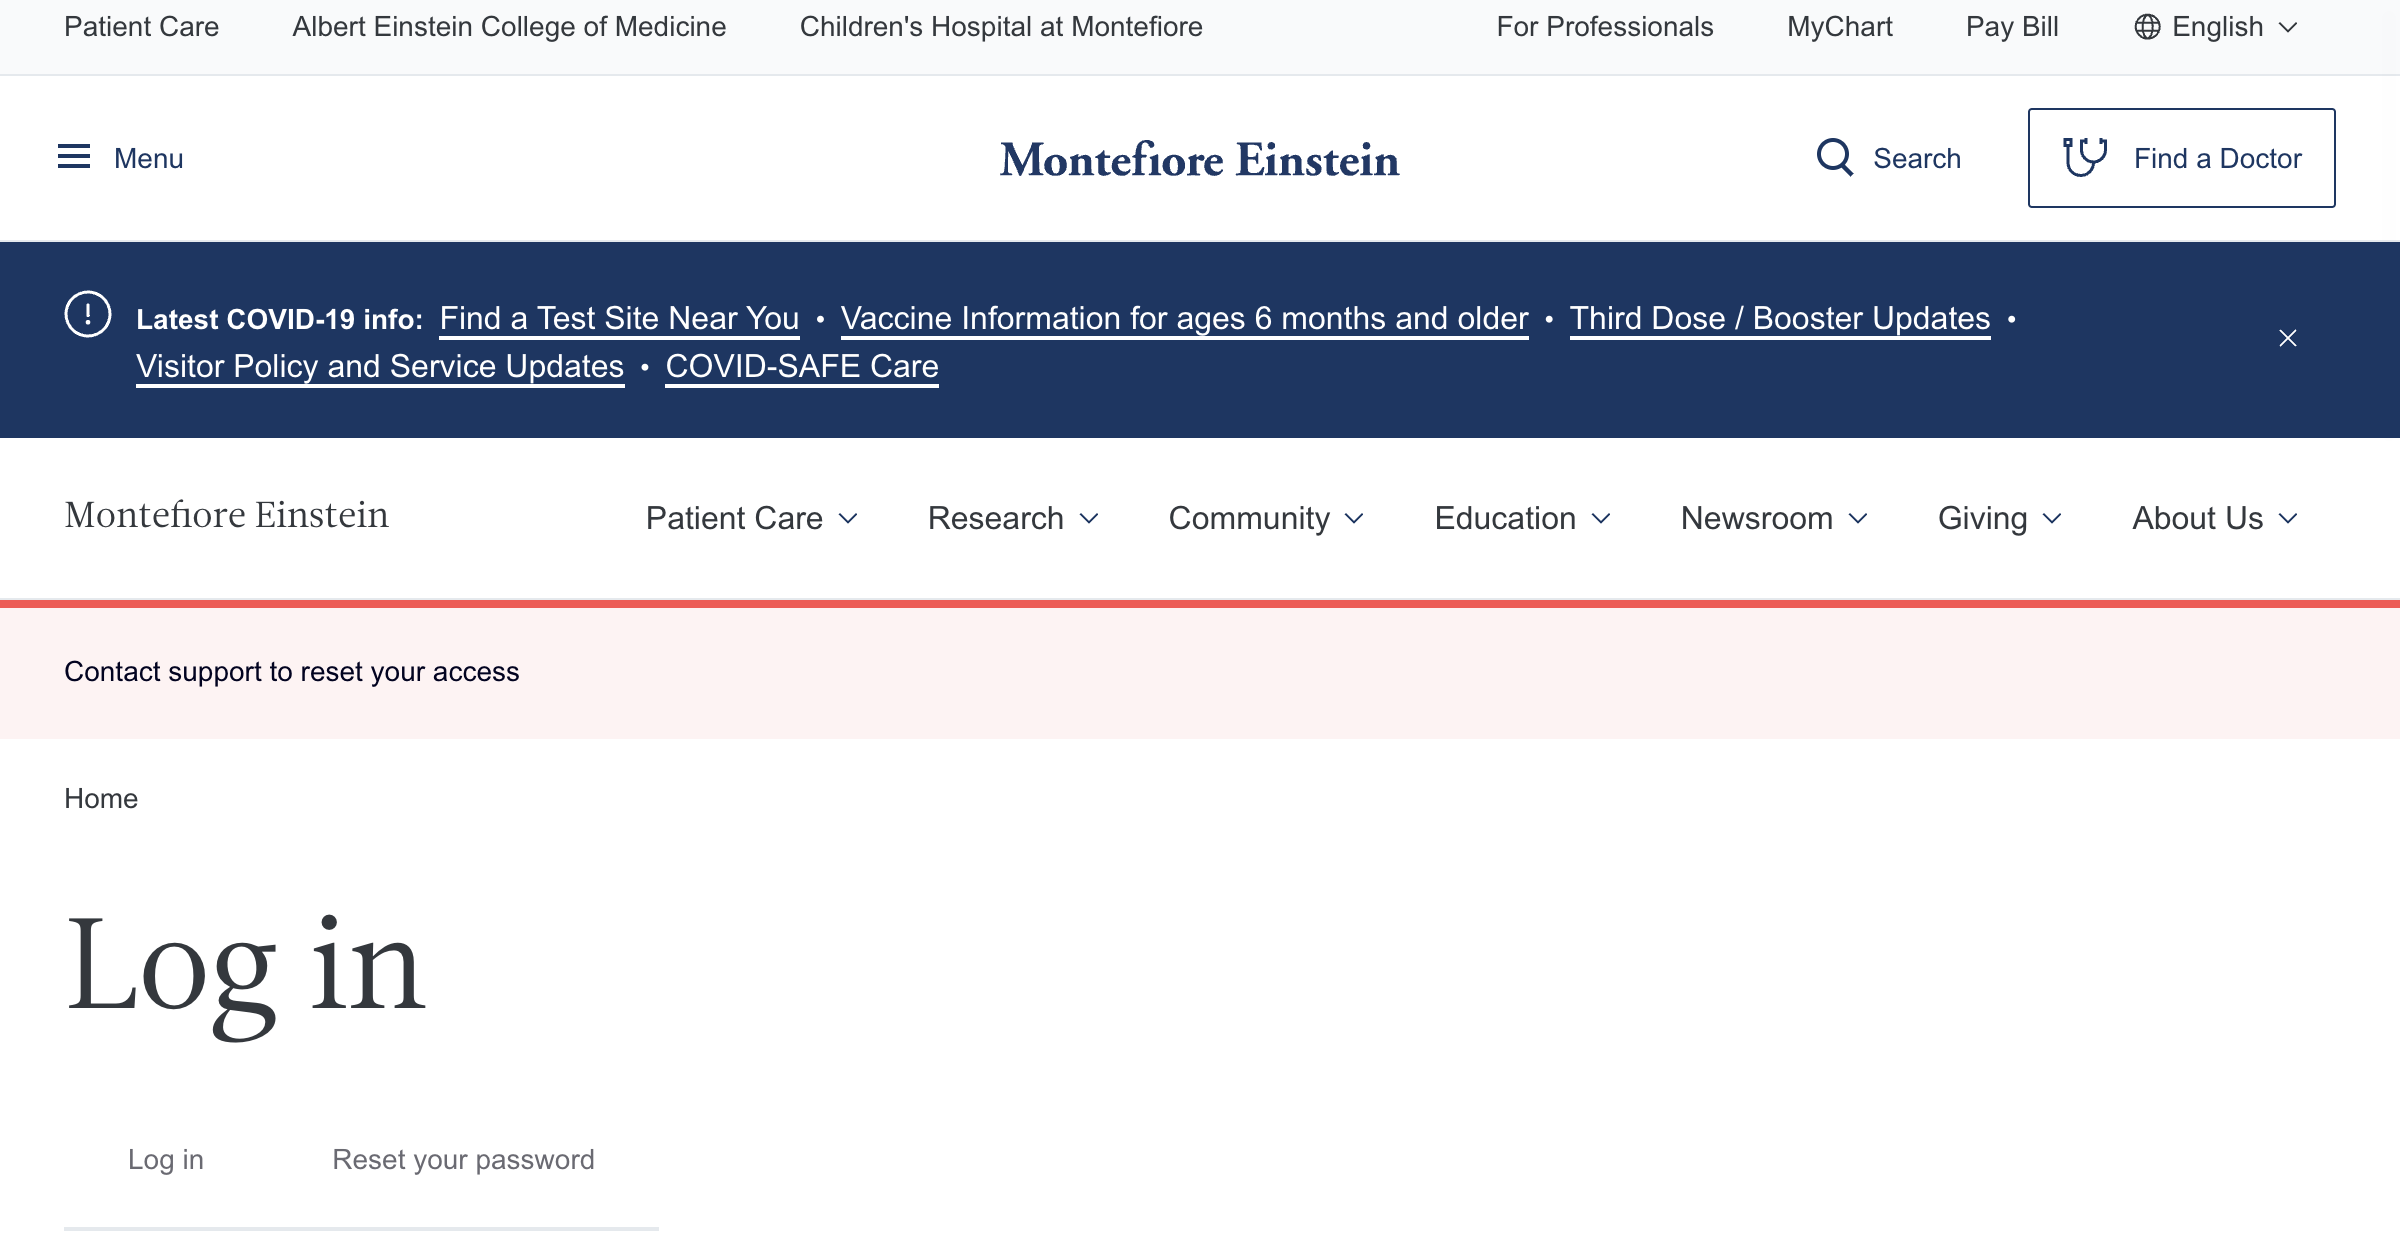 Patient Care Albert Einstein College of Medicine Children's Hospital at Montefiore For Professionals MyChart Pay Bill English
Menu Montefiore Einstein Search Find a Doctor
Latest COVID-19 info: Find a Test Site Near You • Vaccine Information for ages 6 months and older • Third Dose / Booster Updates •
Visitor Policy and Service Updates • COVID-SAFE Care
Montefiore Einstein Patient Care Research Community Education Newsroom Giving About Us
Contact support to reset your access
Home
Log in
Log in Reset your password